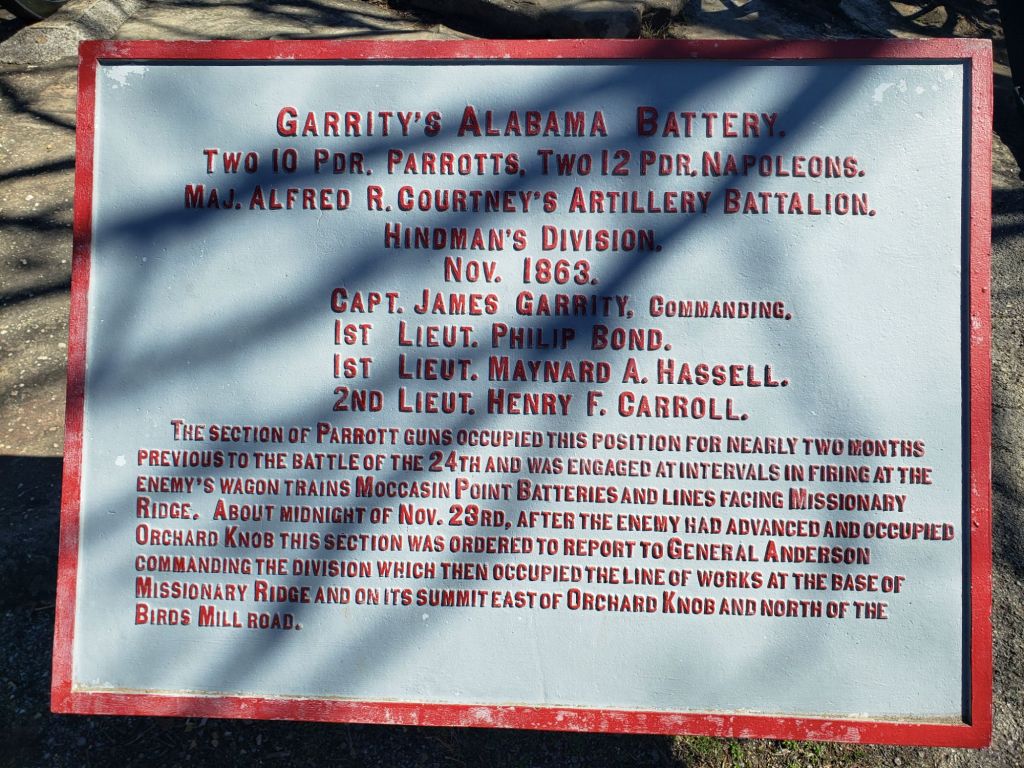 GARRITY'S ALABAMA BATTERY.
TWO 10 PDR. PARROTTS, TWO 12 PDR. NAPOLEONS.
MAJ. ALFRED R. COURTNEY'S ARTILLERY BATTALION.
HINDMAN'S DIVISION.
NOV. 1863.
CAPT. JAMES GARRITY, COMMANDING.
1ST LIEUT. PHILIP BOND.
1ST LIEUT. MAYNARD A. HASSELL.
2ND LIEUT. HENRY F. CARROLL.
THE SECTION OF PARROTT GUNS OCCUPIED THIS POSITION FOR NEARLY TWO MONTHS
PREVIOUS TO THE BATTLE OF THE 24TH AND WAS ENGAGED AT INTERVALS IN FIRING AT THE
ENEMY'S WAGON TRAINS MOCCASIN POINT BATTERIES AND LINES FACING MISSIONARY
RIDGE. ABOUT MIDNIGHT OF NOV. 23RD, AFTER THE ENEMY HAD ADVANCED AND OCCUPIED
ORCHARD KNOB THIS SECTION WAS ORDERED TO REPORT TO GENERAL ANDERSON
COMMANDING THE DIVISION WHICH THEN OCCUPIED THE LINE OF WORKS AT THE BASE OF
MISSIONARY RIDGE AND ON ITS SUMMIT EAST OF ORCHARD KNOB AND NORTH OF THE
BIRDS MILL ROAD.